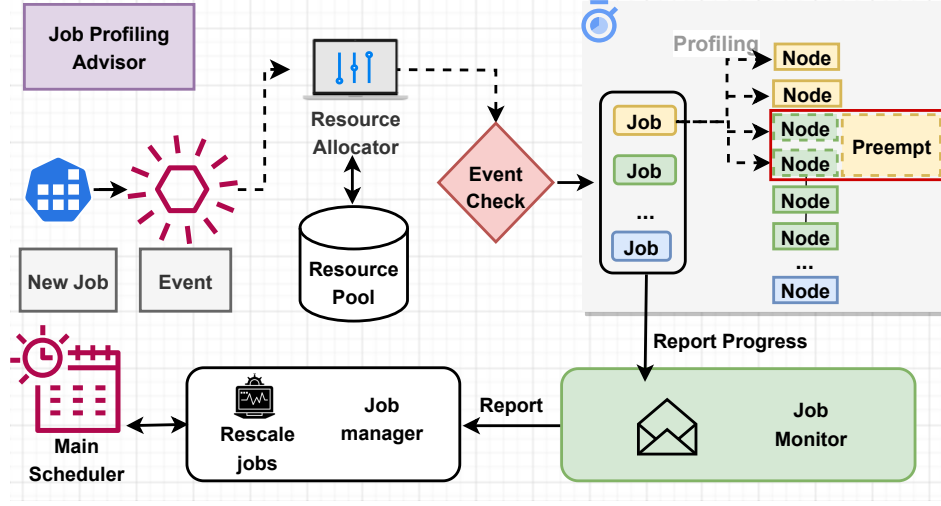 Job Profiling
Advisor
New Job
Event
Resource
Allocator
Resource
Pool
Event
Check
Profiling
Job
Job
...
Job
Node
Node
Node
Node
Preempt
Node
Node
...
Node
Report Progress
Main
Scheduler
Rescale
jobs
Job
manager
Report
Job
Monitor